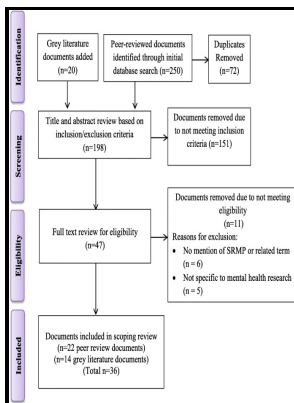 Identification
Grey literature
documents added
(n=20)
Peer-reviewed documents
identified through initial
database search (n=250)
Duplicates
Removed
(n=72)
Screening
Title and abstract review based on
inclusion/exclusion criteria
(n=198)
Documents removed due to
not meeting inclusion
criteria (n=151)
Eligibility
Full text review for eligibility
(n=47)
Documents removed due to not meeting
eligibility
(n=11)
Reasons for exclusion:
• No mention of SRMP or related term
(n = 6)
• Not specific to mental health research
(n = 5)
Included
Documents included in scoping review
(n=22 peer review documents)
(n=14 grey literature documents)
(Total n=36)